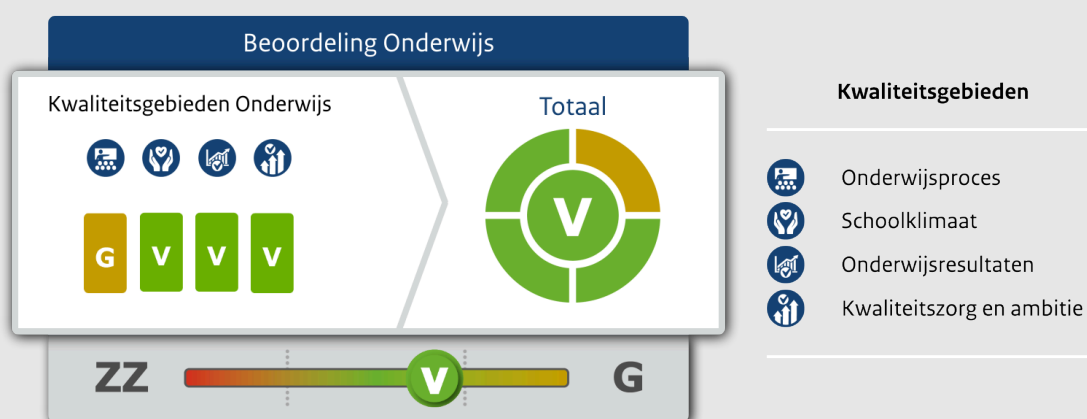 Beoordeling Onderwijs
Kwaliteitsgebieden Onderwijs
Totaal
G V V V
V
ZZ V G
Kwaliteitsgebieden
Onderwijsproces
Schoolklimaat
Onderwijsresultaten
Kwaliteitszorg en ambitie